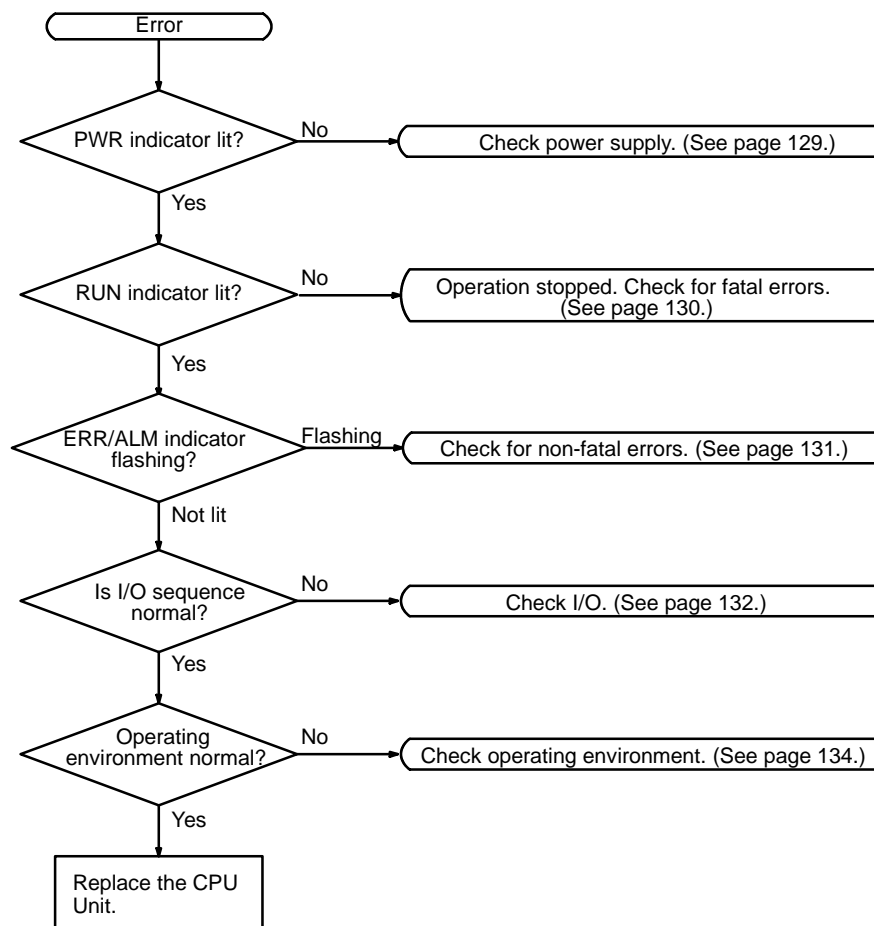 Error
PWR indicator lit?
No
Check power supply. (See page 129.)
Yes
RUN indicator lit?
No
Operation stopped. Check for fatal errors.
(See page 130.)
Yes
ERR/ALM indicator
flashing?
Flashing
Check for non-fatal errors. (See page 131.)
Not lit
Is I/O sequence
normal?
No
Check I/O. (See page 132.)
Yes
Operating
environment normal?
No
Check operating environment. (See page 134.)
Yes
Replace the CPU
Unit.